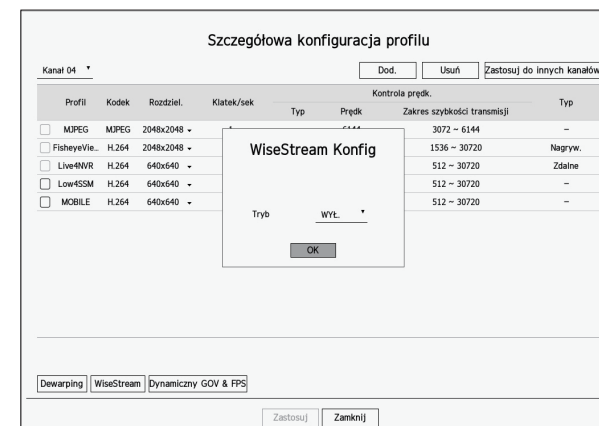 Szczegółowa konfiguracja profilu
Kanał 04
Dod.
Usuń
Zastosuj do innych kanałów
Profil
Kodek
Rozdziel.
Klatek/sek
Kontrola prędk.
Typ
Prędk
Zakres szybkości transmisji
Typ
MJPEG MJPEG 2048x2048 3072 ~ 6144 –
FisheyeVie... H.264 2048x2048 1536 ~ 30720 Nagryw.
Live4NVR H.264 640x640 512 ~ 30720 Zdalne
Low4SSM H.264 640x640 512 ~ 30720 –
MOBILE H.264 640x640 512 ~ 30720 –
WiseStream Konfig
Tryb WYŁ.
OK
Dewarping
WiseStream
Dynamiczny GOV & FPS
Zastosuj
Zamknij